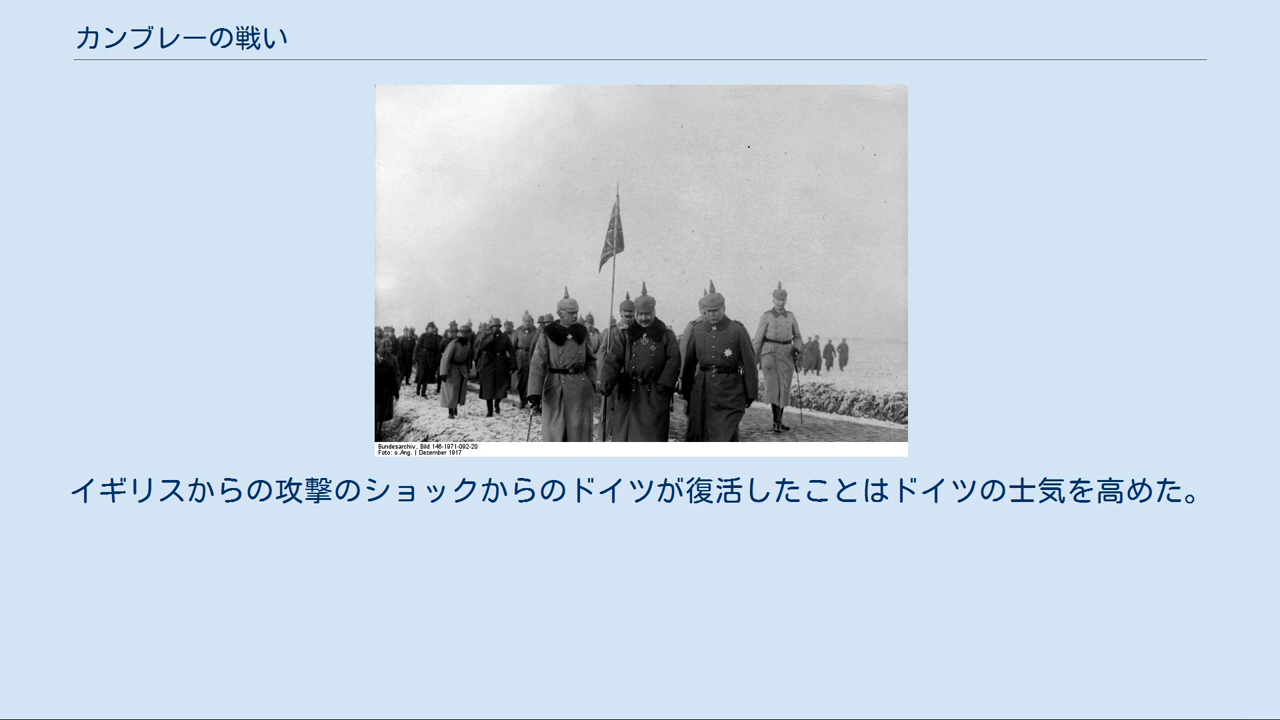 カンブレーの戦い
Bundesarchiv, Bild 146-1971-092-20
Foto: o.Ang. | Dezember 1917
イギリスからの攻撃のショックからのドイツが復活したことはドイツの士気を高めた。